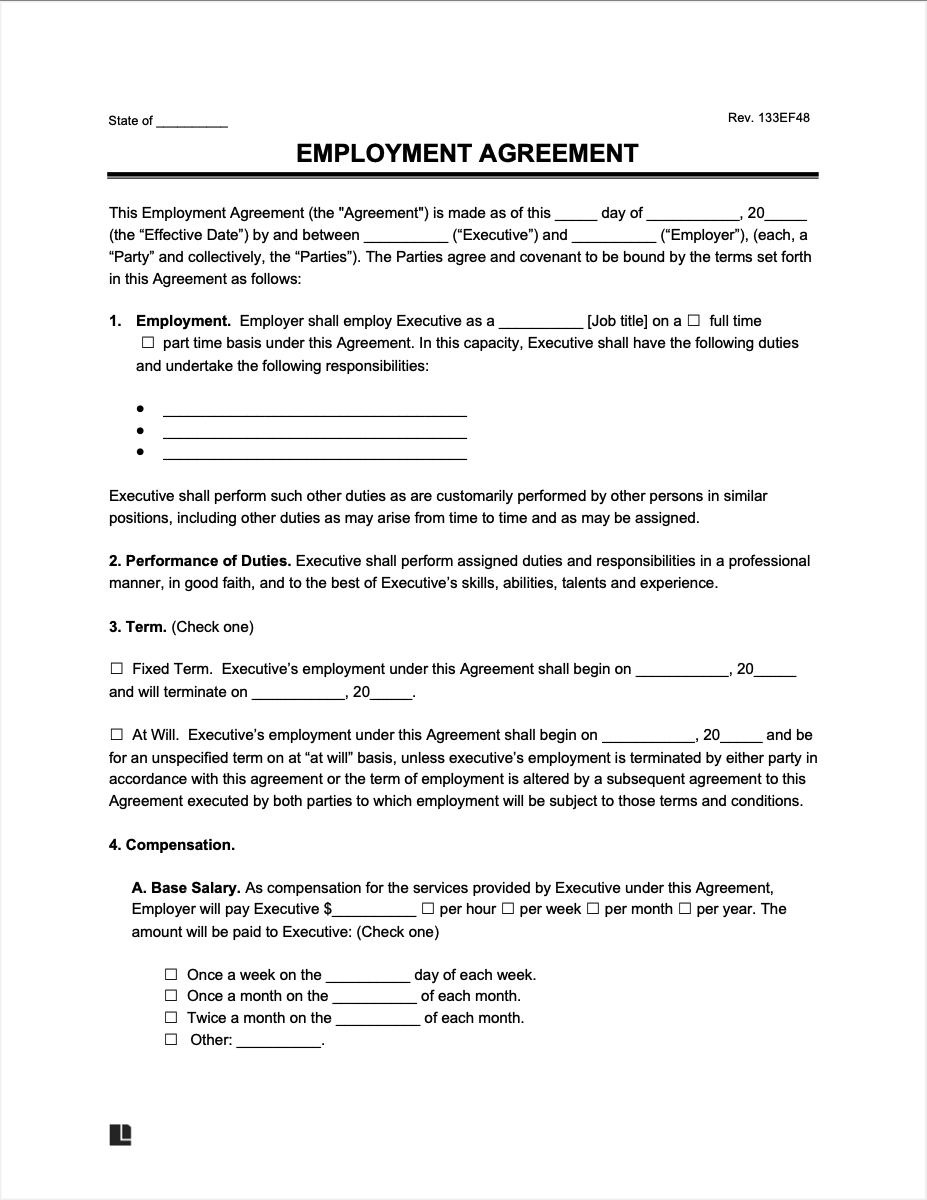 State of __________
Rev. 133EF48
EMPLOYMENT AGREEMENT
This Employment Agreement (the "Agreement") is made as of this _____ day of ___________, 20_____
(the “Effective Date”) by and between __________ (“Executive”) and __________ (“Employer”), (each, a
“Party” and collectively, the “Parties”). The Parties agree and covenant to be bound by the terms set forth
in this Agreement as follows:
1. Employment. Employer shall employ Executive as a __________ [Job title] on a ☐ full time
☐ part time basis under this Agreement. In this capacity, Executive shall have the following duties
and undertake the following responsibilities:
● ____________________________________
● ____________________________________
● ____________________________________
Executive shall perform such other duties as are customarily performed by other persons in similar
positions, including other duties as may arise from time to time and as may be assigned.
2. Performance of Duties. Executive shall perform assigned duties and responsibilities in a professional
manner, in good faith, and to the best of Executive’s skills, abilities, talents and experience.
3. Term. (Check one)
☐ Fixed Term. Executive’s employment under this Agreement shall begin on ___________, 20_____
and will terminate on ___________, 20_____.
☐ At Will. Executive’s employment under this Agreement shall begin on ___________, 20_____ and be
for an unspecified term on at “at will” basis, unless executive’s employment is terminated by either party in
accordance with this agreement or the term of employment is altered by a subsequent agreement to this
Agreement executed by both parties to which employment will be subject to those terms and conditions.
4. Compensation.
A. Base Salary. As compensation for the services provided by Executive under this Agreement,
Employer will pay Executive $__________ ☐ per hour ☐ per week ☐ per month ☐ per year. The
amount will be paid to Executive: (Check one)
☐ Once a week on the __________ day of each week.
☐ Once a month on the __________ of each month.
☐ Twice a month on the __________ of each month.
☐ Other: __________.